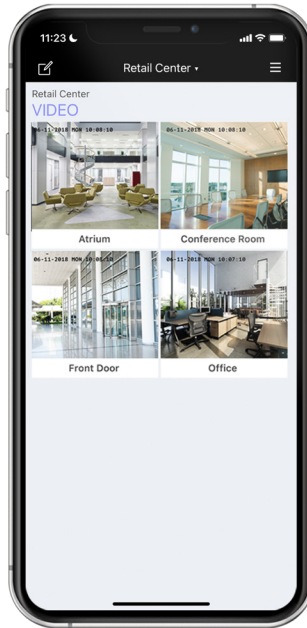 11:23
Retail Center
Retail Center
VIDEO
06-11-2018 MON 10:08:10
06-11-2018 MON 10:08:10
Atrium
Conference Room
06-11-2018 MON 10:08:10
06-11-2018 MON 10:07:10
Front Door
Office